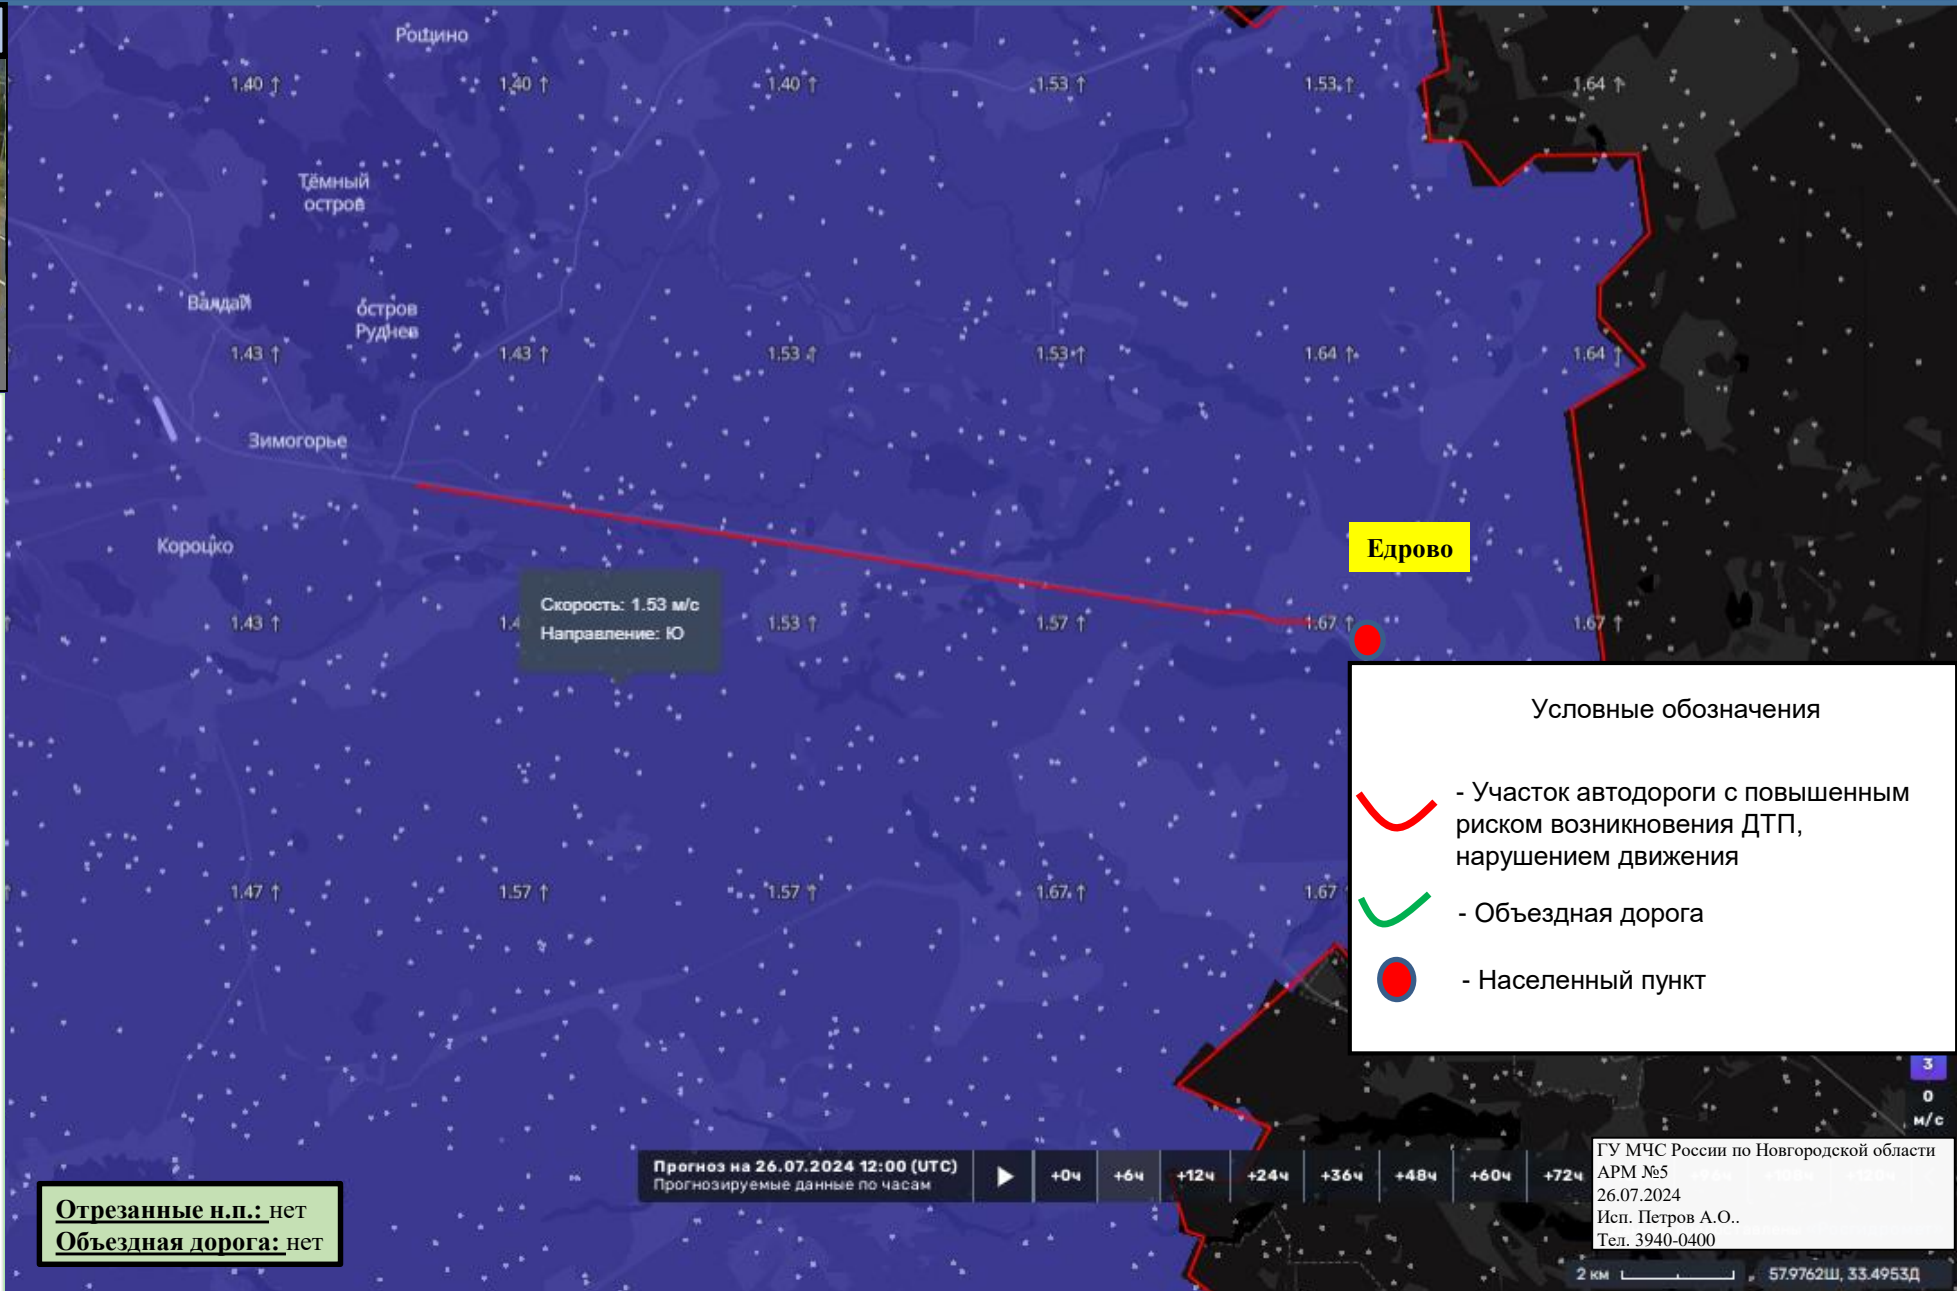 Рощино
1.40 ↑
1.40 ↑
1.40 ↑
1.53 ↑
1.53 ↑
1.64 ↑
Тёмный
остров
Валдай
остров
Руднев
1.43 ↑
1.43 ↑
1.53 ↑
1.53 ↑
1.64 ↑
1.64 ↑
Зимогорье
Короцко
Едрово
Скорость: 1.53 м/с
Направление: Ю
1.43 ↑
1.53 ↑
1.57 ↑
1.67 ↑
1.67 ↑
Условные обозначения
- Участок автодороги с повышенным
риском возникновения ДТП,
нарушением движения
- Объездная дорога
- Населенный пункт
1.47 ↑
1.57 ↑
1.57 ↑
1.67 ↑
1.67
3
0
м/с
Прогноз на 26.07.2024 12:00 (UTC)
Прогнозируемые данные по часам
+0ч +6ч +12ч +24ч +36ч +48ч +60ч +72ч
ГУ МЧС России по Новгородской области
АРМ №5
26.07.2024
Исп. Петров А.О..
Тел. 3940-0400
Отрезанные н.п.: нет
Объездная дорога: нет
2 км
57.9762Ш, 33.4953Д